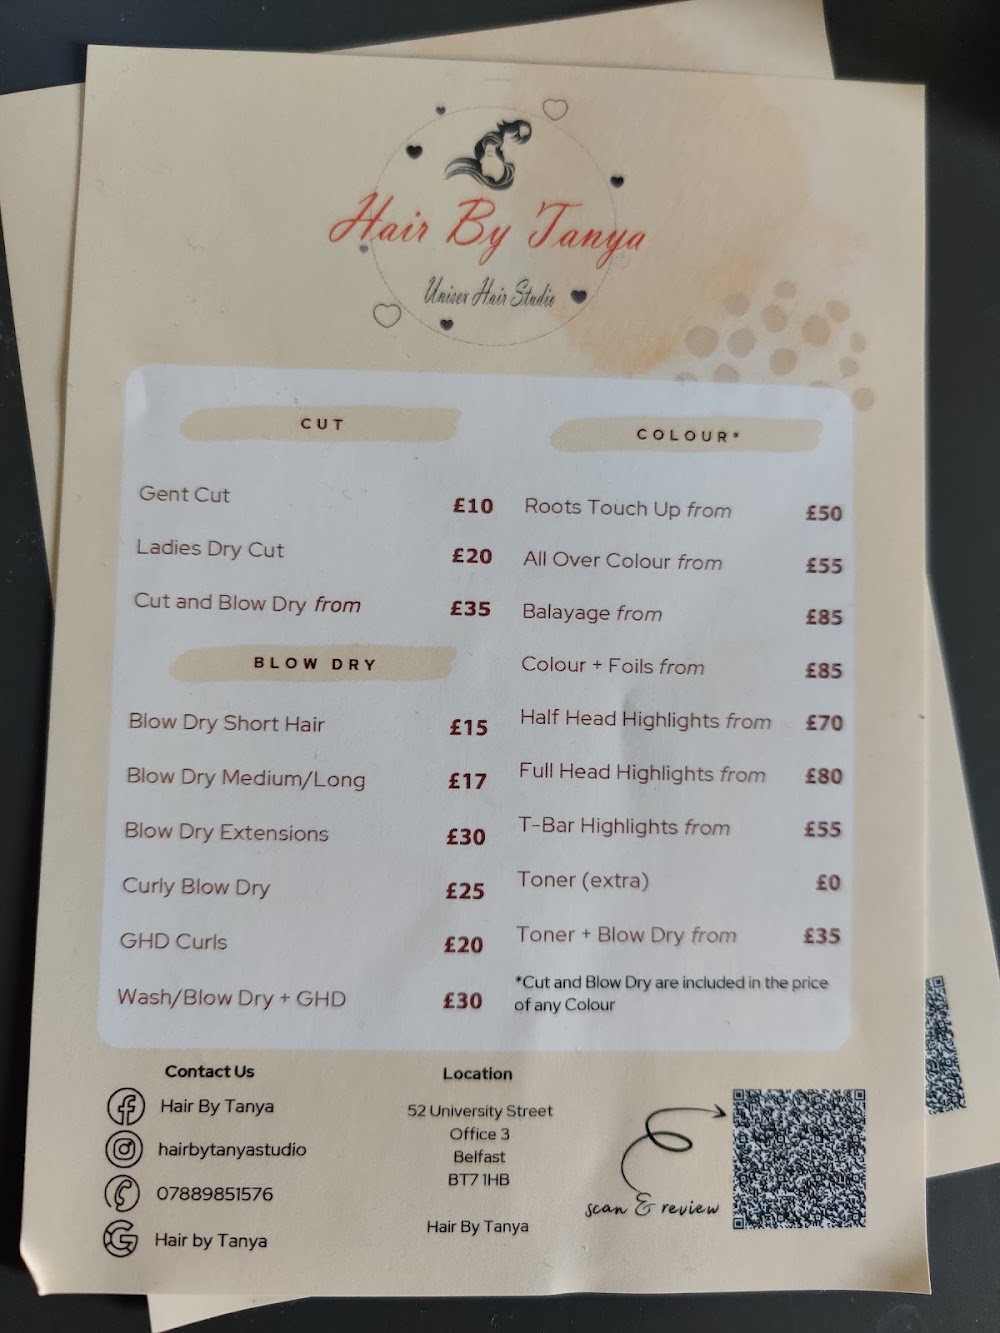 Hair By Tanya
Unisex Hair Studio
CUT
Gent Cut £10
Ladies Dry Cut £20
Cut and Blow Dry from £35
BLOW DRY
Blow Dry Short Hair £15
Blow Dry Medium/Long £17
Blow Dry Extensions £30
Curly Blow Dry £25
GHD Curls £20
Wash/Blow Dry + GHD £30
COLOUR*
Roots Touch Up from £50
All Over Colour from £55
Balayage from £85
Colour + Foils from £85
Half Head Highlights from £70
Full Head Highlights from £80
T-Bar Highlights from £55
Toner (extra) £0
Toner + Blow Dry from £35
*Cut and Blow Dry are included in the price
of any Colour
Contact Us
Hair By Tanya
hairbytanyastudio
07889851576
Hair by Tanya
Location
52 University Street
Office 3
Belfast
BT7 1HB
Hair By Tanya
scan & review